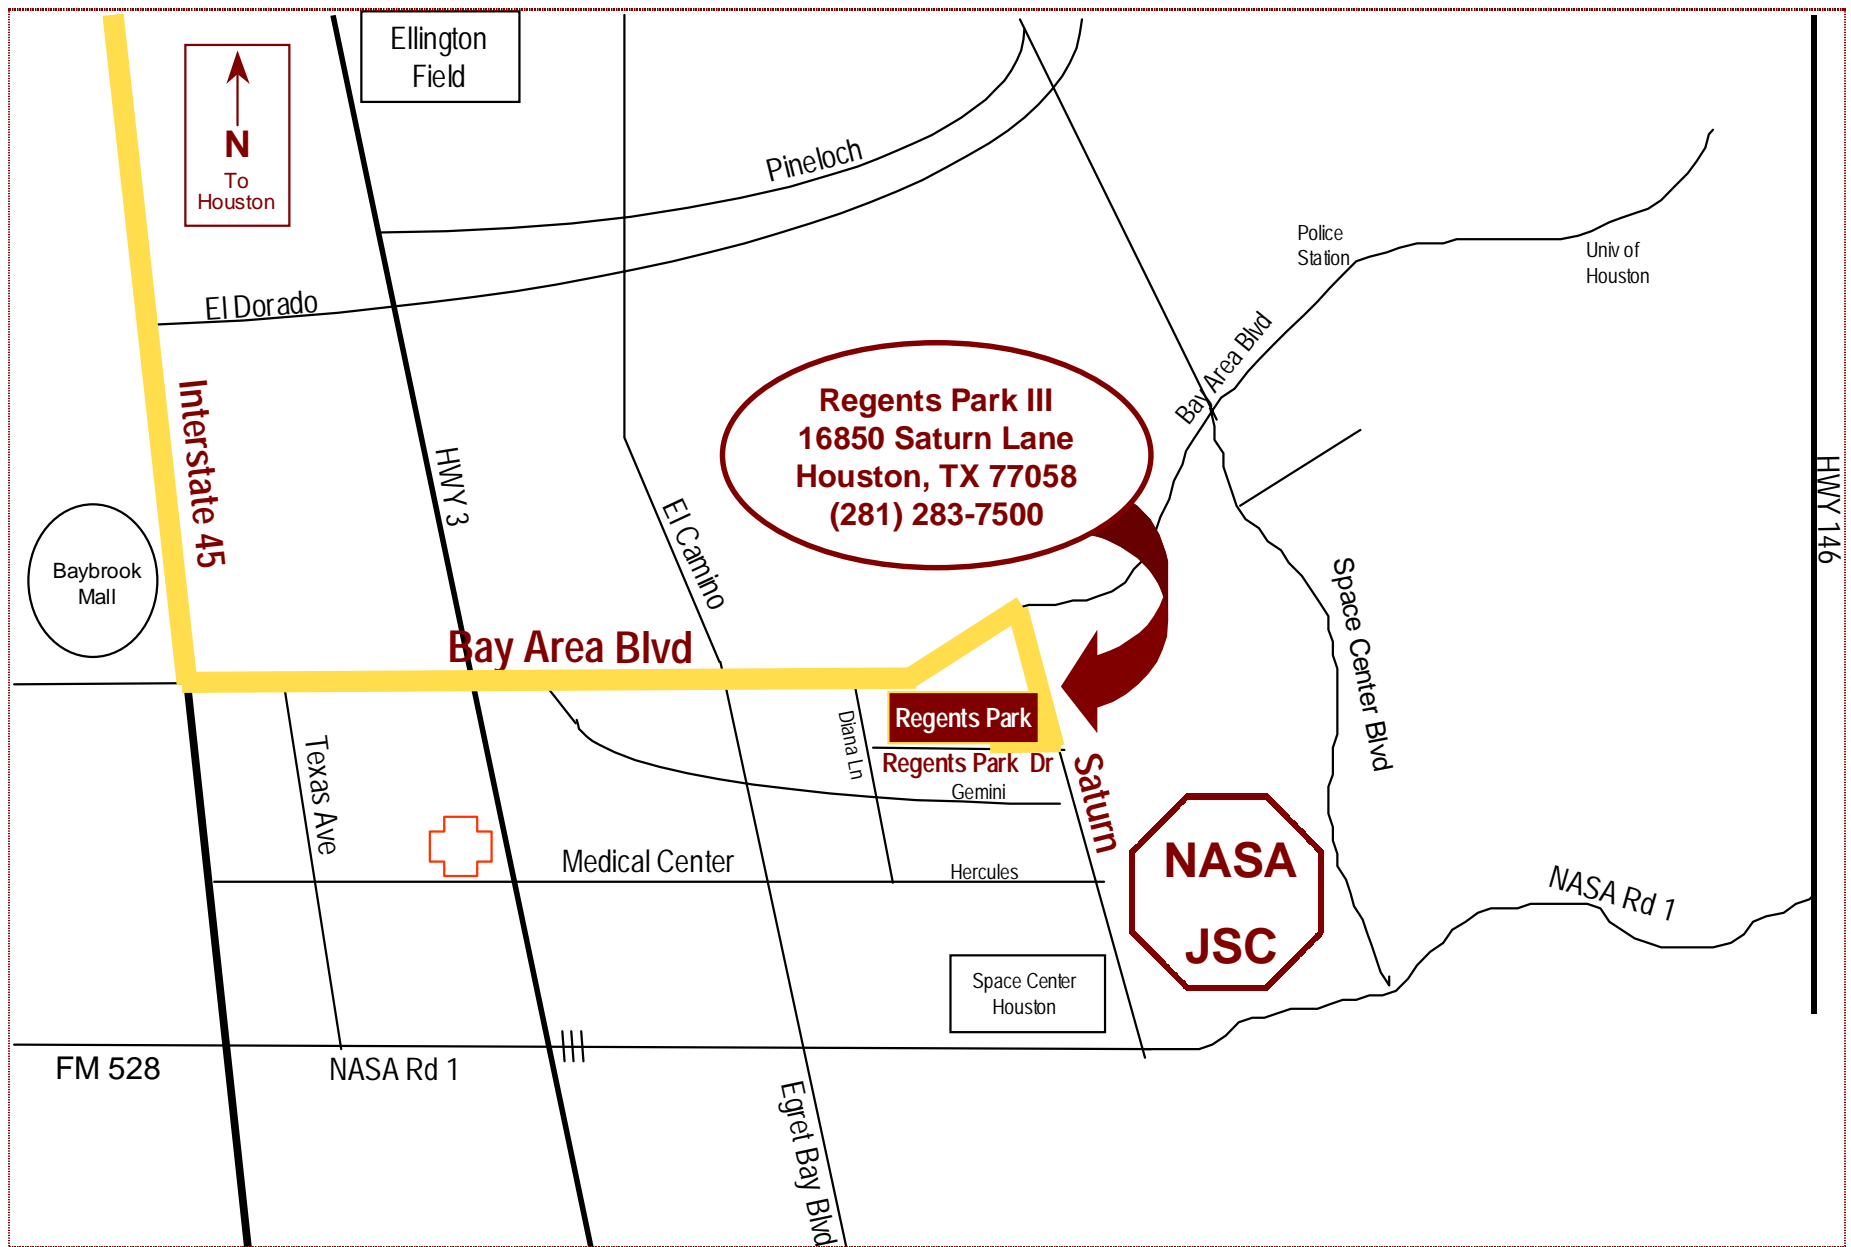 Ellington
Field
N
To
Houston
Pineloch
Police
Station
Univ of
Houston
El Dorado
Bay Area Blvd
Interstate 45
Regents Park III
16850 Saturn Lane
Houston, TX 77058
(281) 283-7500
HWY 3
HWY 146
El Camino
Baybrook
Mall
Space Center Blvd
Bay Area Blvd
Diana Ln
Regents Park
Regents Park Dr
Saturn
Texas Ave
Gemini
Medical Center
Hercules
NASA
JSC
NASA Rd 1
Space Center
Houston
FM 528
NASA Rd 1
Egret Bay Blvd